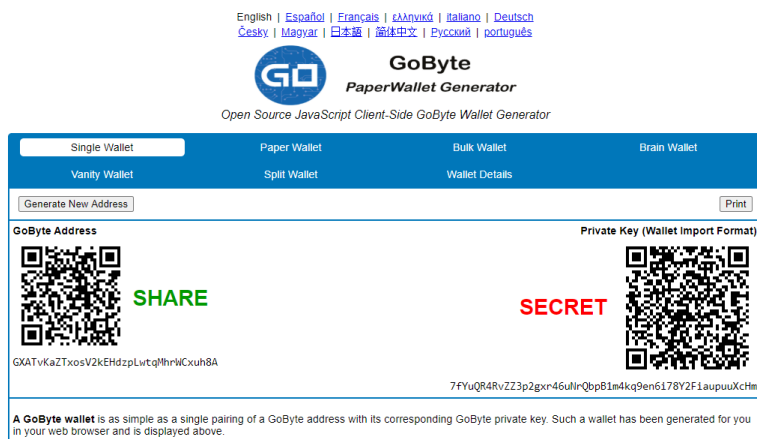 English | Español | Français | ελληνικά | italiano | Deutsch
Česky | Magyar | 日本語 | 简体中文 | Русский | português
GO
GoByte
PaperWallet Generator
Open Source JavaScript Client-Side GoByte Wallet Generator
Single Wallet Paper Wallet Bulk Wallet Brain Wallet
Vanity Wallet Split Wallet Wallet Details
Generate New Address Print
GoByte Address Private Key (Wallet Import Format)
SHARE
SECRET
GXATvKaZTxosV2kEHdzpLwtqMhrWCxuh8A
7fYuQR4RvZZ3p2gxr46uNrQbpB1m4kq9en6i78Y2FiaupuuXcHm
A GoByte wallet is as simple as a single pairing of a GoByte address with its corresponding GoByte private key. Such a wallet has been generated for you
in your web browser and is displayed above.